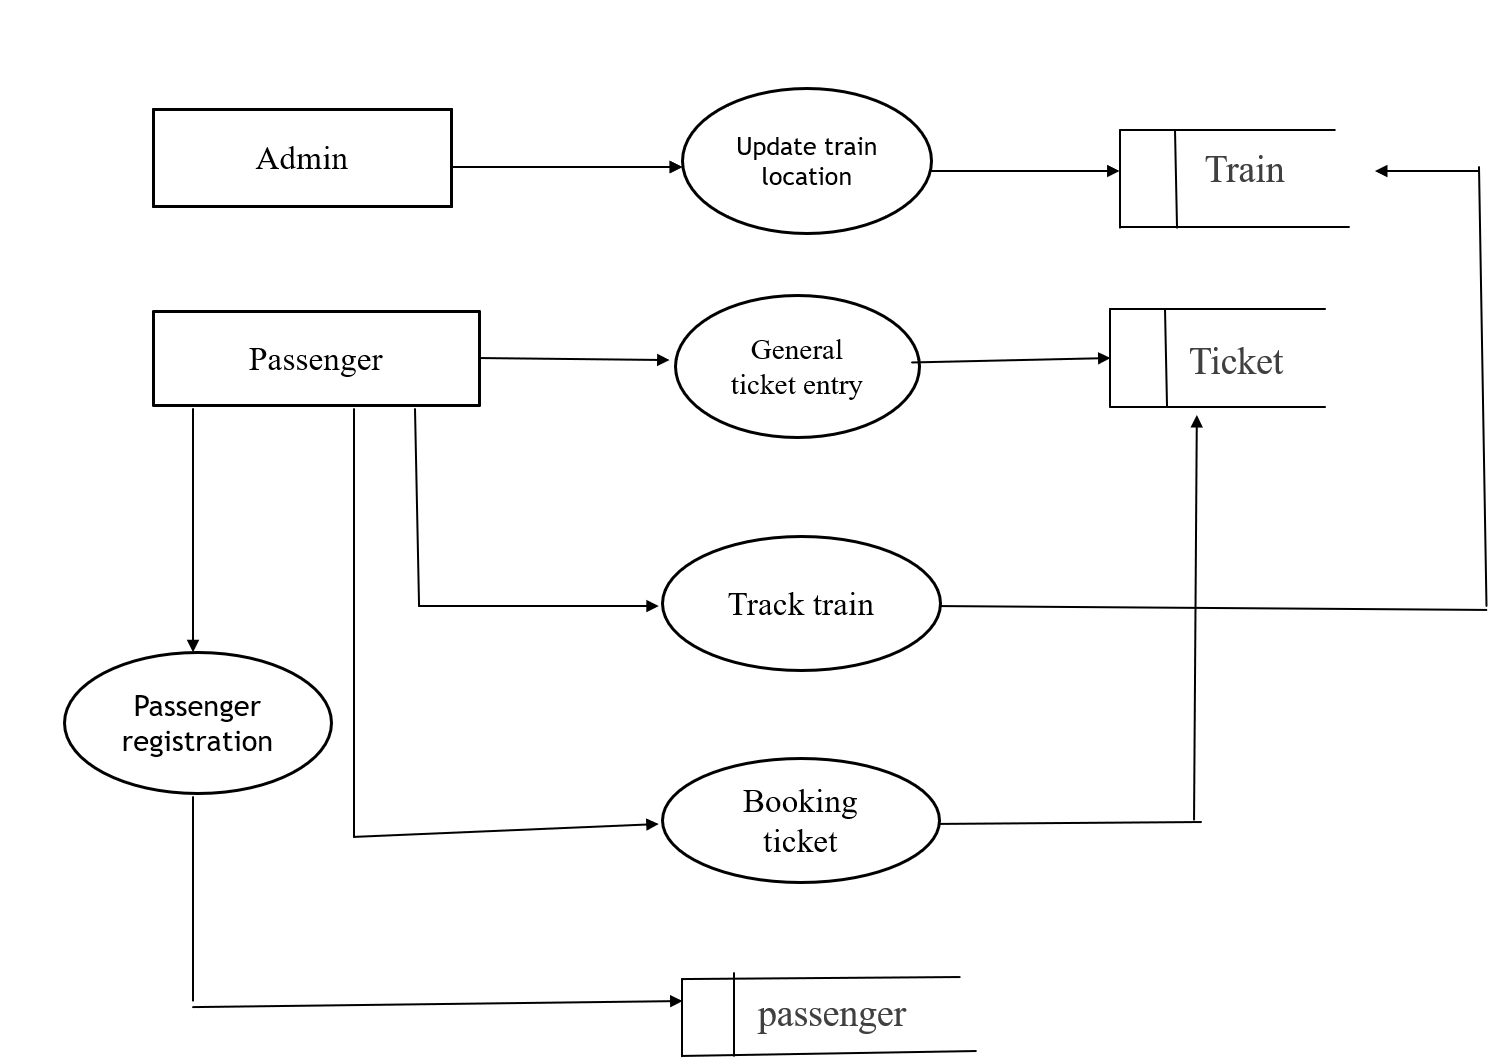 Admin
Update train
location
Train
Passenger
General
ticket entry
Ticket
Track train
Passenger
registration
Booking
ticket
passenger